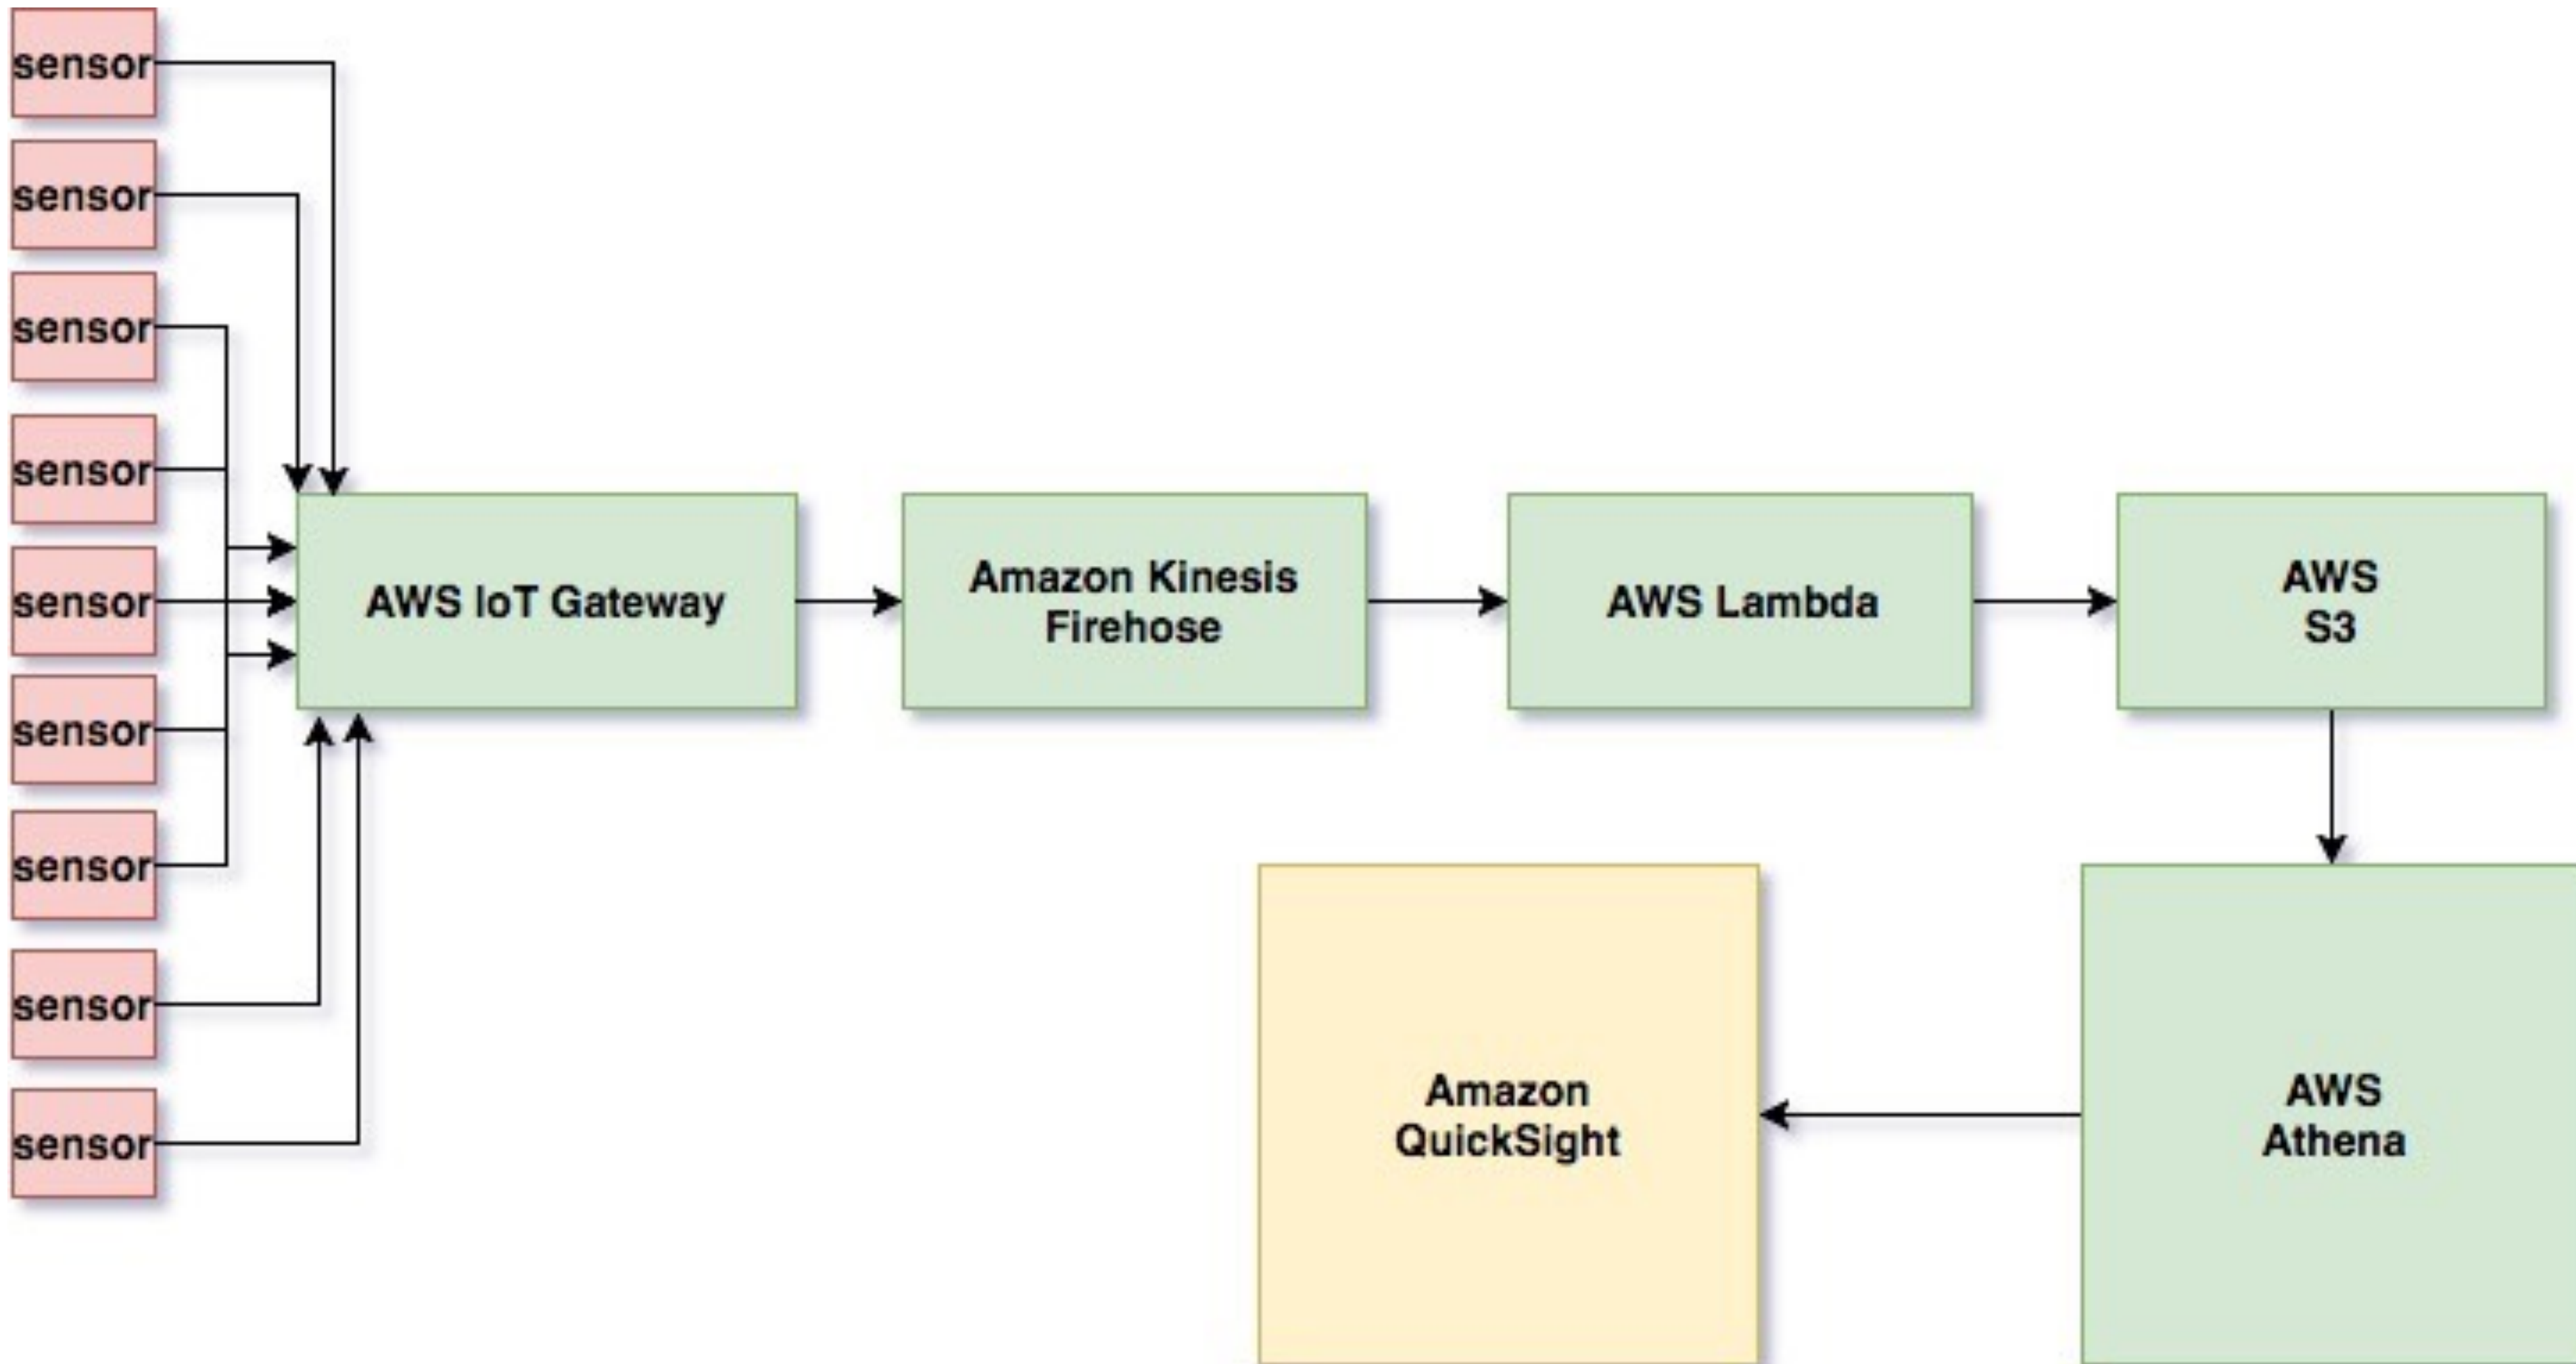 sensor
sensor
sensor
sensor
sensor
sensor
sensor
sensor
sensor
AWS IoT Gateway
Amazon Kinesis
Firehose
AWS Lambda
AWS
S3
Amazon
QuickSight
AWS
Athena